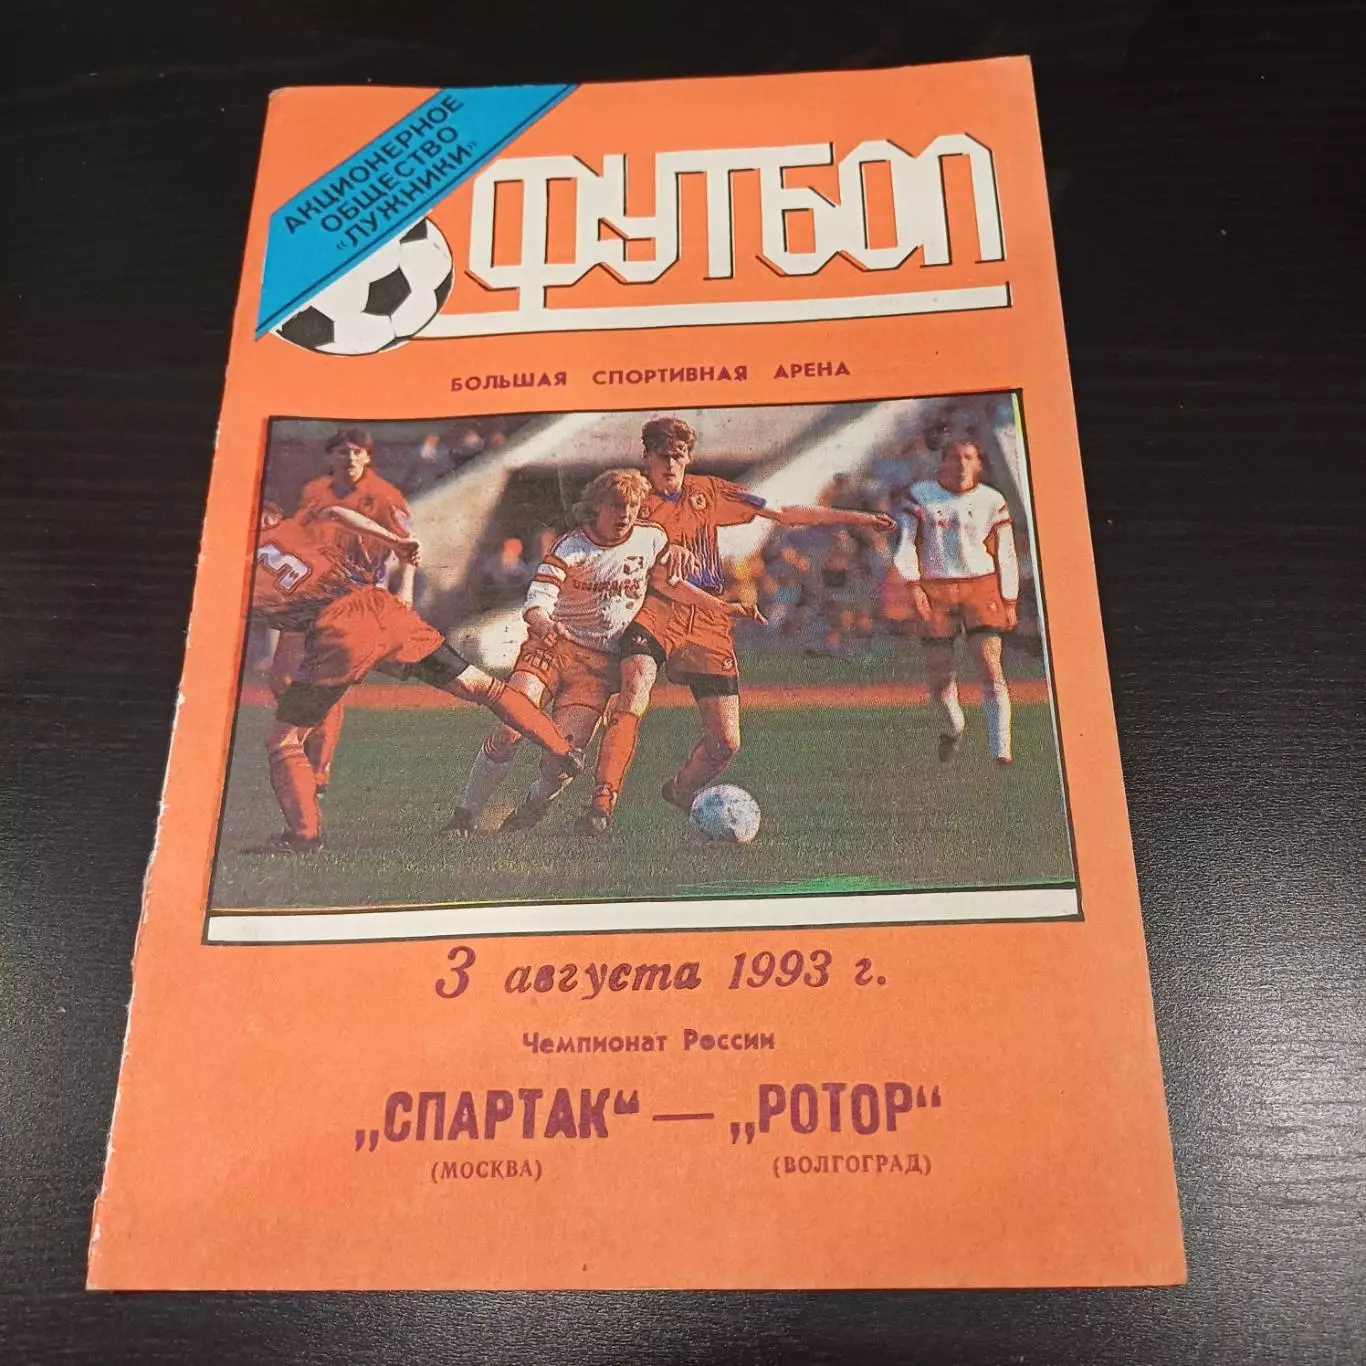 АКЦИОНЕРНОЕ
ОБЩЕСТВО
«ЛУЖНИКИ»
ФУТБОЛ
БОЛЬШАЯ СПОРТИВНАЯ АРЕНА
3 августа 1993 г.
Чемпионат России
„СПАРТАК“ — „РОТОР“
(МОСКВА) (ВОЛГОГРАД)